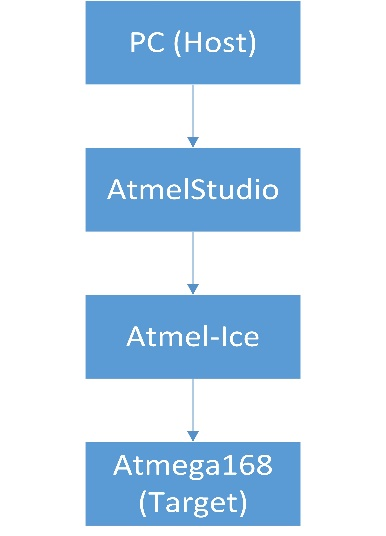 PC (Host)
AtmelStudio
Atmel-Ice
Atmega168
(Target)